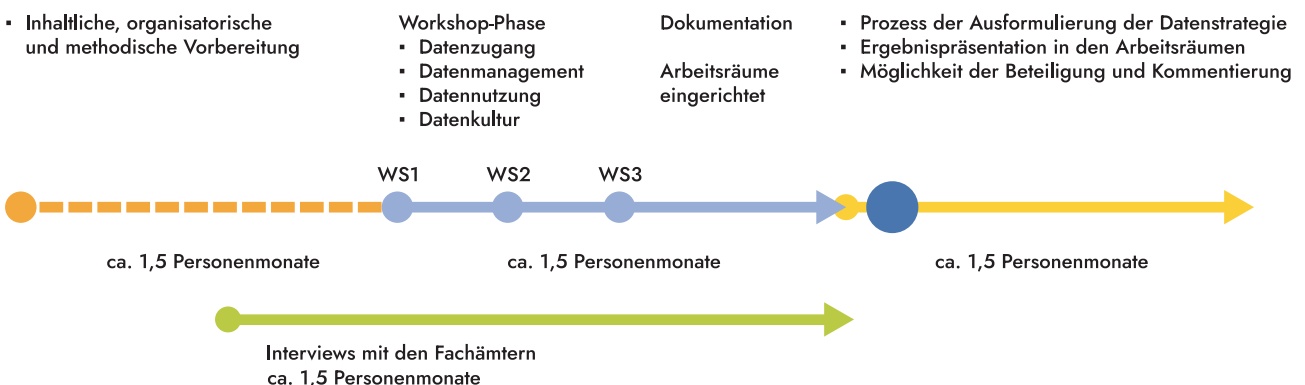 ▪ Inhaltliche, organisatorische
und methodische Vorbereitung
Workshop-Phase
▪ Datenzugang
▪ Datenmanagement
▪ Datennutzung
▪ Datenkultur
Dokumentation
Arbeitsräume
eingerichtet
▪ Prozess der Ausformulierung der Datenstrategie
▪ Ergebnispräsentation in den Arbeitsräumen
▪ Möglichkeit der Beteiligung und Kommentierung
WS1
WS2
WS3
ca. 1,5 Personenmonate
ca. 1,5 Personenmonate
ca. 1,5 Personenmonate
Interviews mit den Fachämtern
ca. 1,5 Personenmonate